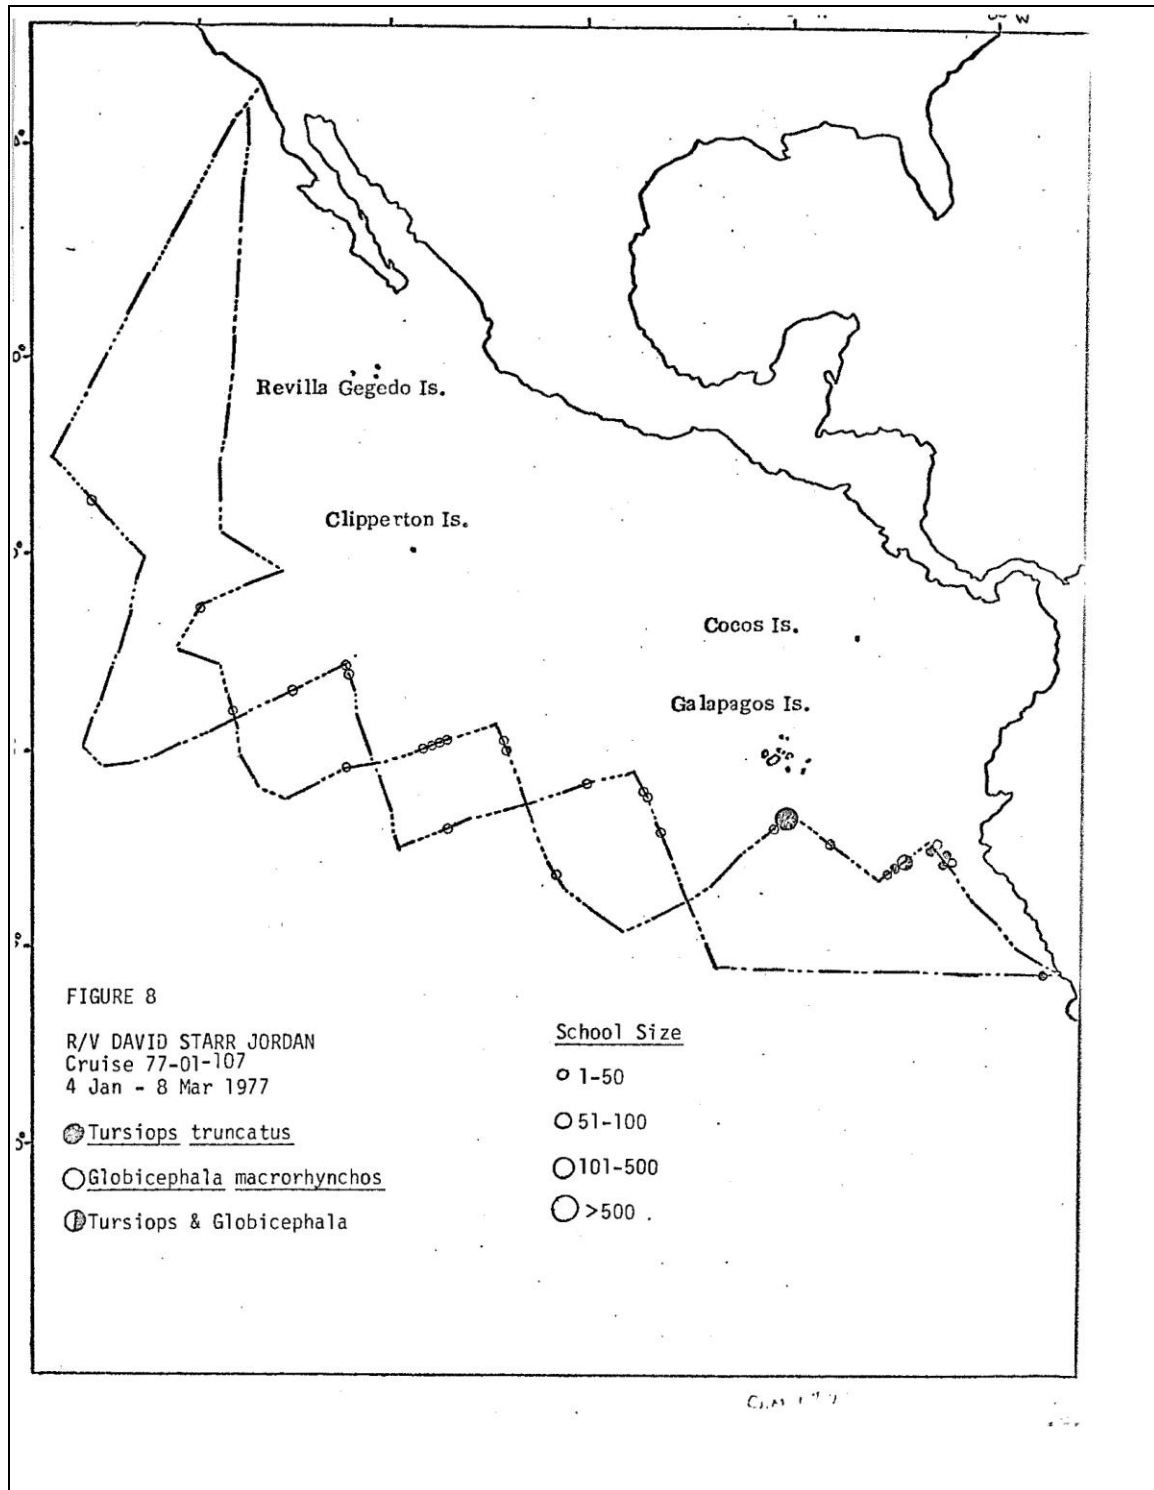 W
Revilla Gegedo Is.
Clipperton Is.
Cocos Is.
Galapagos Is.
FIGURE 8
R/V DAVID STARR JORDAN
Cruise 77-01-107
4 Jan - 8 Mar 1977
Tursiops truncatus
Globicephala macrorhynchos
Tursiops & Globicephala
School Size
1-50
51-100
101-500
>500